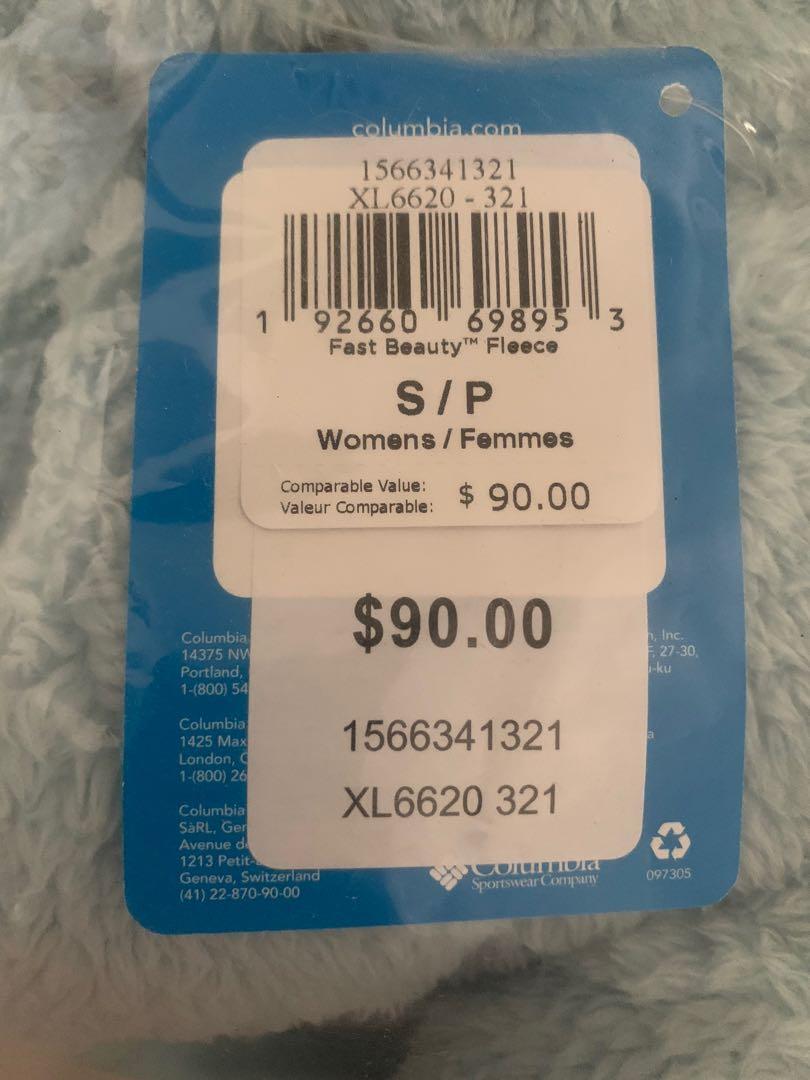 columbia.com
1566341321
XL6620 - 321
1 92660 69895 3
Fast Beauty™ Fleece
S / P
Womens / Femmes
Comparable Value:
Valeur Comparable: $ 90.00
$90.00
1566341321
XL6620 321
Columbia
14375 NW
Portland,
1-(800) 54
Columbia
1425 Max
London,
1-(800) 26
Columbia
SàRL,
Avenue
1213 Petit-
Geneva, Switzerland
(41) 22-870-90-00
Inc.
27-30,
-ku
Columbia
Sportswear Company
097305